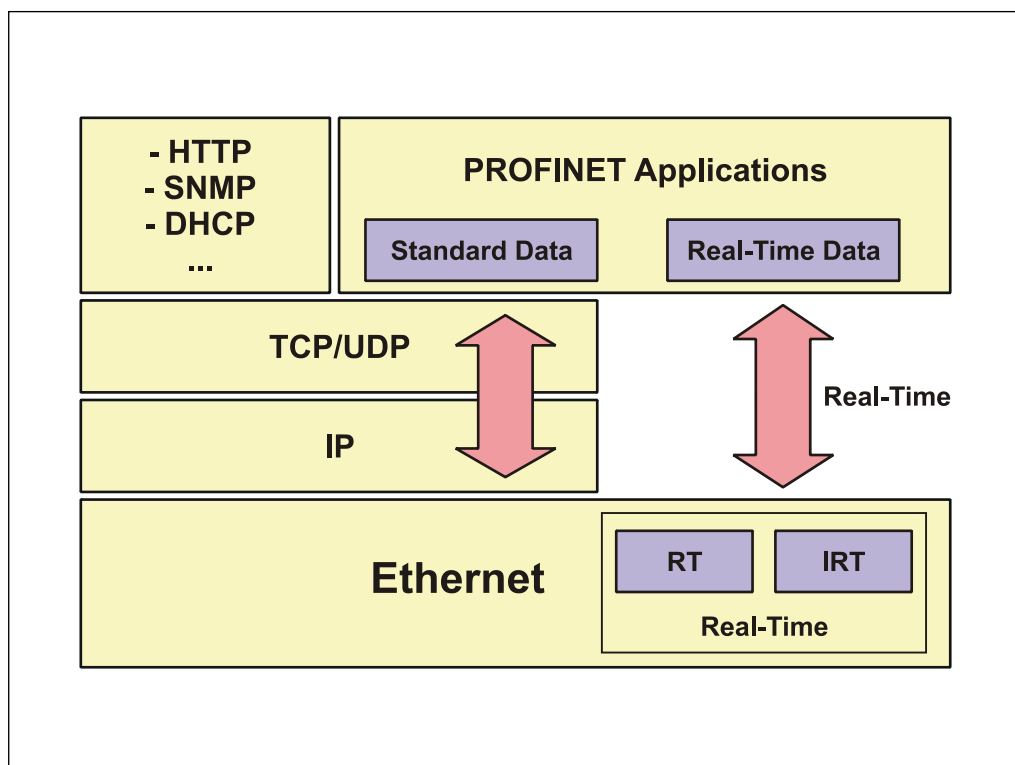 - HTTP
- SNMP
- DHCP
...
PROFINET Applications
Standard Data
Real-Time Data
TCP/UDP
IP
Real-Time
Ethernet
RT
IRT
Real-Time